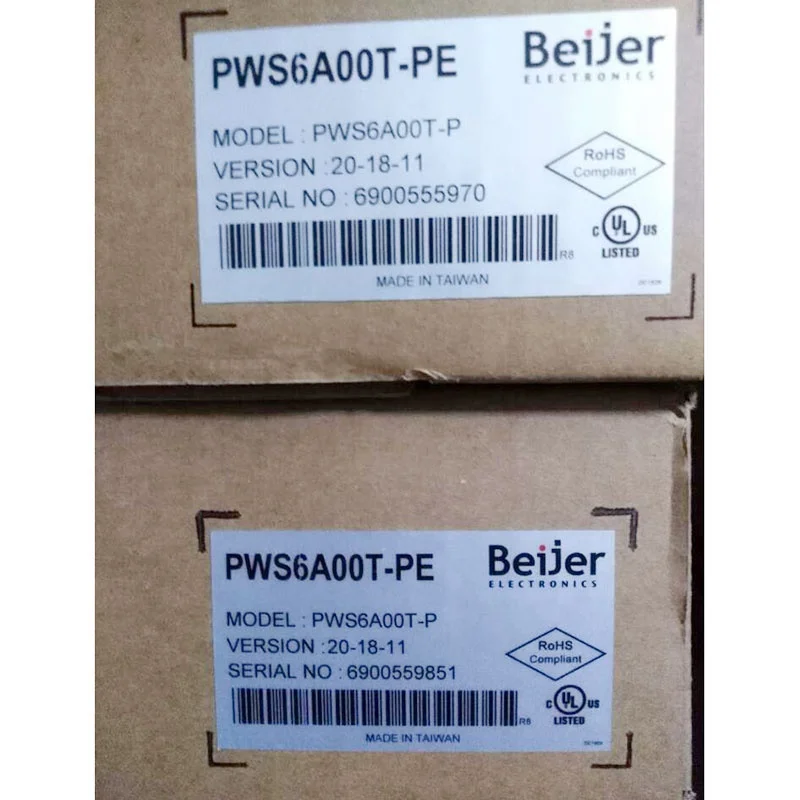 PWS6A00T-PE
Beijer
ELECTRONICS
MODEL : PWS6A00T-P
VERSION : 20-18-11
SERIAL NO : 6900555970
RoHS
Compliant
C UL US
LISTED
R8
MADE IN TAIWAN
PWS6A00T-PE
Beijer
ELECTRONICS
MODEL : PWS6A00T-P
VERSION : 20-18-11
SERIAL NO : 6900559851
RoHS
Compliant
C UL US
LISTED
R8
MADE IN TAIWAN